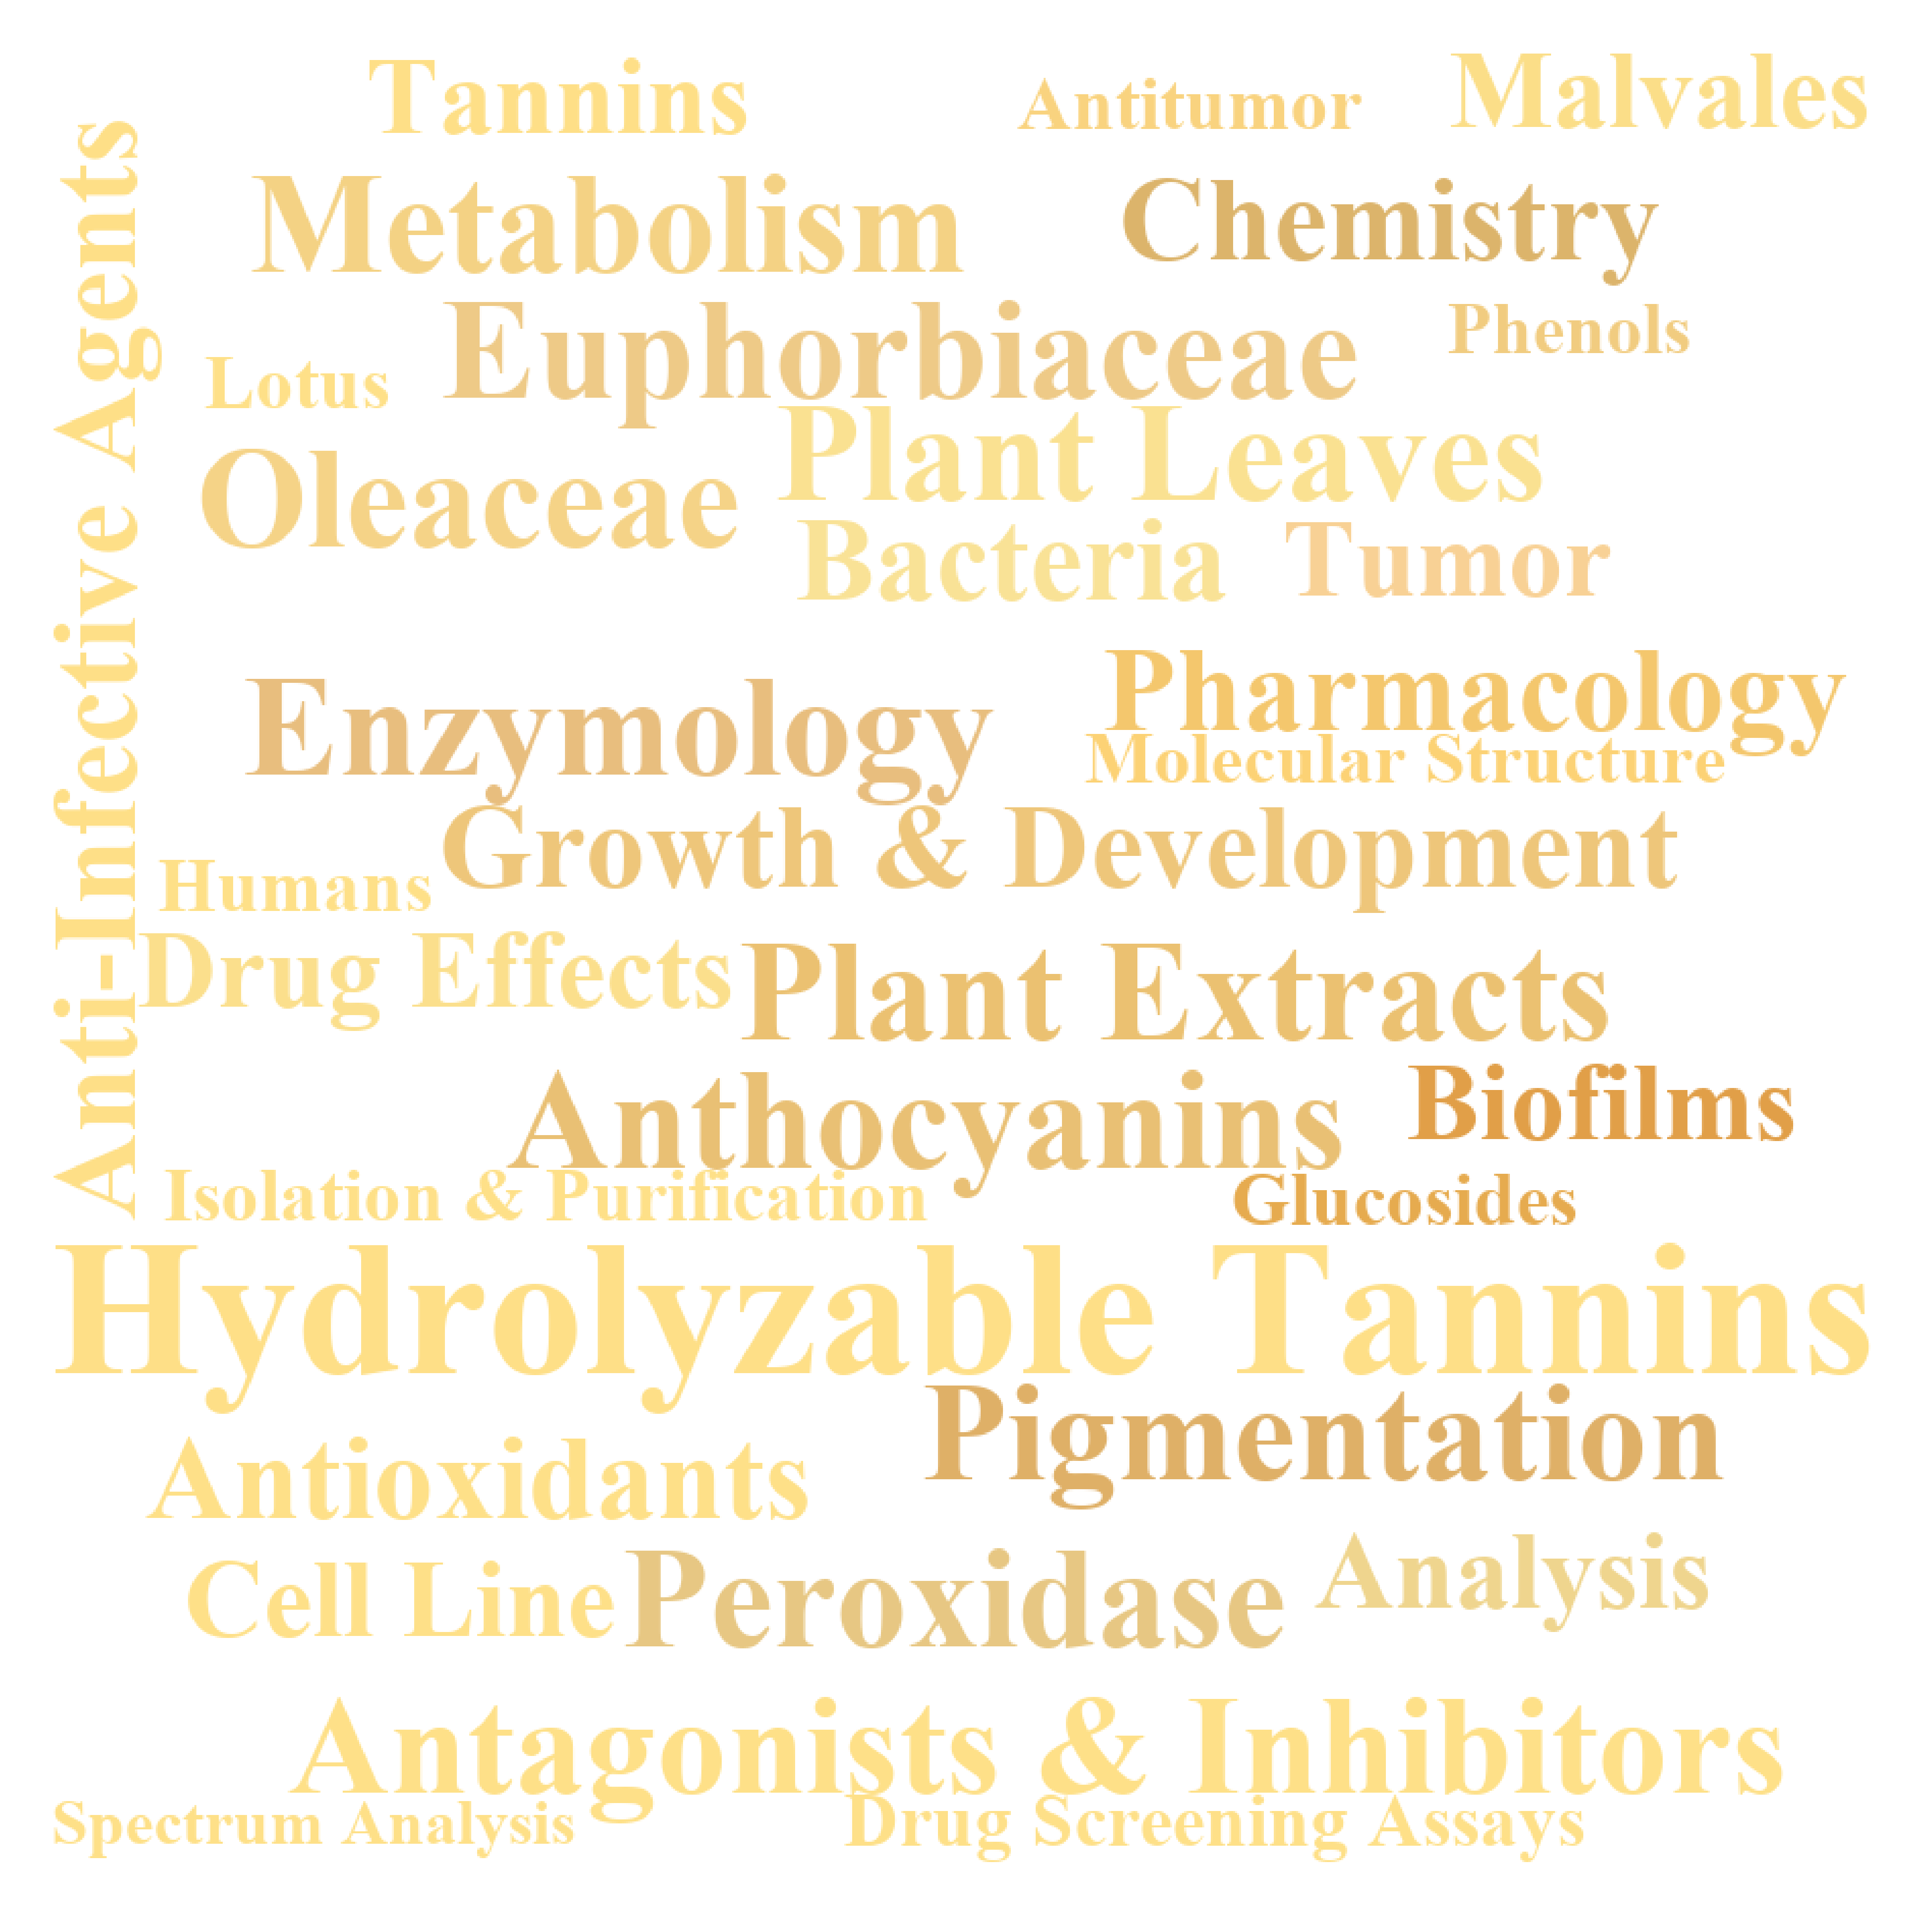 Tannins
Antitumor
Malvales
Anti-Infective Agents
Metabolism
Chemistry
Euphorbiaceae
Phenols
Lotus
Plant Leaves
Oleaceae
Bacteria
Tumor
Pharmacology
Enzymology
Molecular Structure
Growth & Development
Humans
Drug Effects
Plant Extracts
Anthocyanins
Biofilms
Isolation & Purification
Glucosides
Hydrolyzable Tannins
Pigmentation
Antioxidants
Analysis
Cell Line
Peroxidase
Antagonists & Inhibitors
Spectrum Analysis
Drug Screening Assays